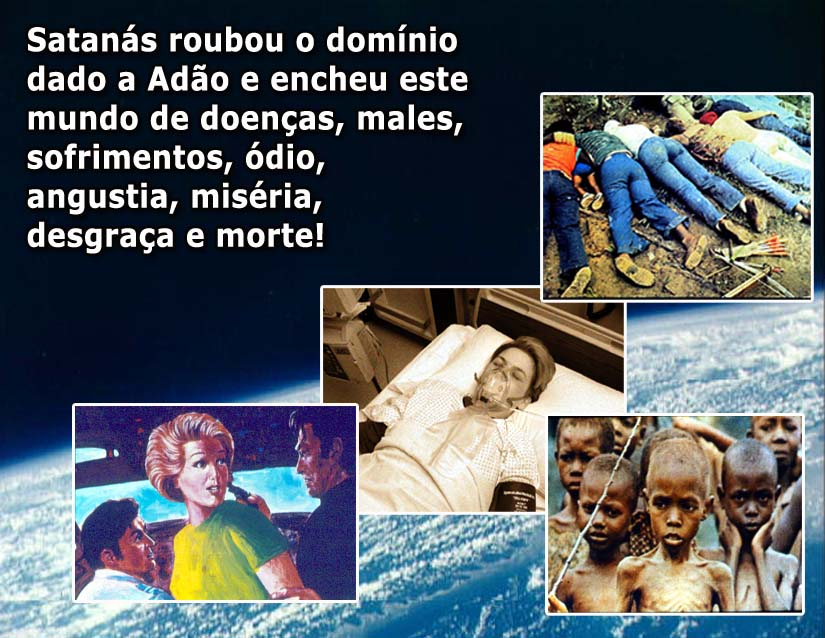 Satanás roubou o domínio
dado a Adão e encheu este
mundo de doenças, males,
sofrimentos, ódio,
angustia, miséria,
desgraça e morte!